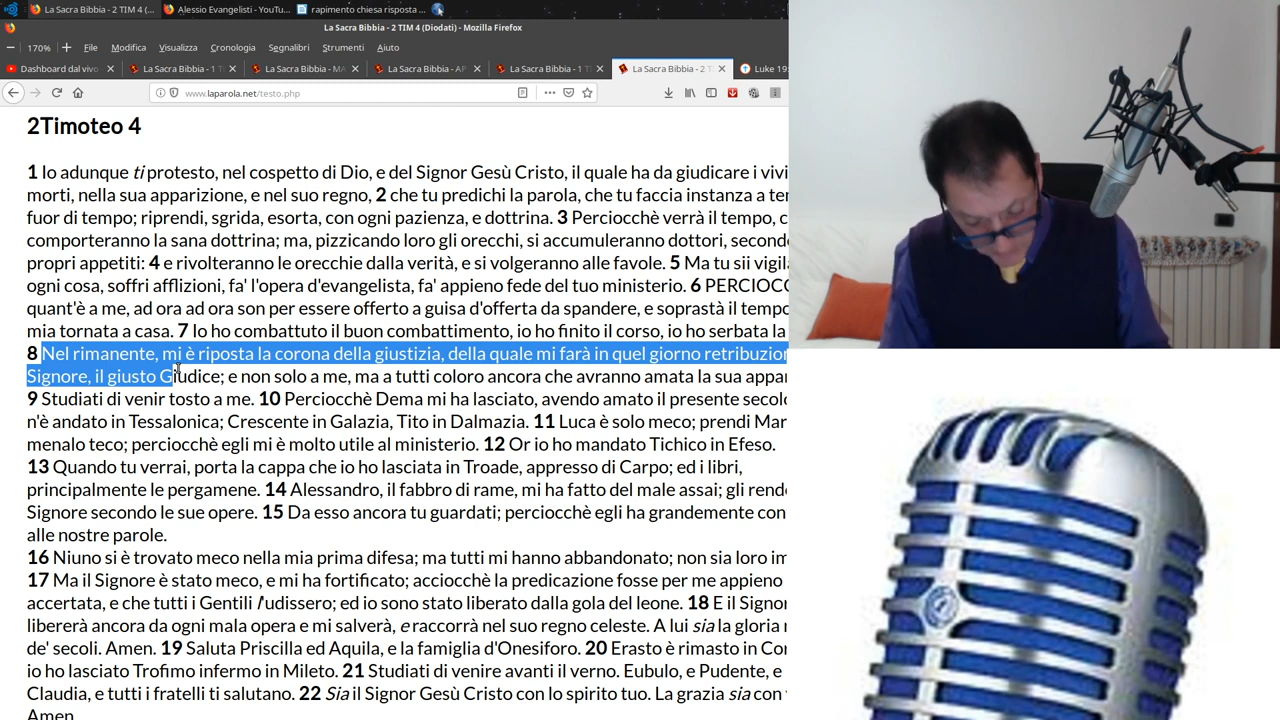 La Sacra Bibbia - 2 TIM 4 (...
Alessio Evangelisti - YouTu...
rapimento chiesa risposta ...
La Sacra Bibbia - 2 TIM 4 (Diodati) - Mozilla Firefox
170%
File Modifica Visualizza Cronologia Segnalibri Strumenti Aiuto
Dashboard dal vivo
La Sacra Bibbia - 1 T
La Sacra Bibbia - MA
La Sacra Bibbia - AP
La Sacra Bibbia - 1 T
La Sacra Bibbia - 2 T
Luke 19:
www.laparola.net/testo.php
2Timoteo 4
1 Io adunque ti protesto, nel cospetto di Dio, e del Signor Gesù Cristo, il quale ha da giudicare i vivi
morti, nella sua apparizione, e nel suo regno, 2 che tu predichi la parola, che tu faccia instanza a te
fuor di tempo; riprendi, sgrida, esorta, con ogni pazienza, e dottrina. 3 Perciocchè verrà il tempo, c
comporteranno la sana dottrina; ma, pizzicando loro gli orecchi, si accumuleranno dottori, second
propri appetiti: 4 e rivolteranno le orecchie dalla verità, e si volgeranno alle favole. 5 Ma tu sii vigil
ogni cosa, soffri afflizioni, fa' l'opera d'evangelista, fa' appieno fede del tuo ministerio. 6 PERCIOCC
quant'è a me, ad ora ad ora son per essere offerto a guisa d'offerta da spandere, e soprastà il temp
mia tornata a casa. 7 Io ho combattuto il buon combattimento, io ho finito il corso, io ho serbata la
8 Nel rimanente, mi è riposta la corona della giustizia, della quale mi farà in quel giorno retribuzion
Signore, il giusto Giudice; e non solo a me, ma a tutti coloro ancora che avranno amata la sua appar
9 Studiati di venir tosto a me. 10 Perciocchè Dema mi ha lasciato, avendo amato il presente secol
n'è andato in Tessalonica; Crescente in Galazia, Tito in Dalmazia. 11 Luca è solo meco; prendi Mar
menalo teco; perciocchè egli mi è molto utile al ministerio. 12 Or io ho mandato Tichico in Efeso.
13 Quando tu verrai, porta la cappa che io ho lasciata in Troade, appresso di Carpo; ed i libri,
principalmente le pergamene. 14 Alessandro, il fabbro di rame, mi ha fatto del male assai; gli rend
Signore secondo le sue opere. 15 Da esso ancora tu guardati; perciocchè egli ha grandemente con
alle nostre parole.
16 Niuno si è trovato meco nella mia prima difesa; ma tutti mi hanno abbandonato; non sia loro im
17 Ma il Signore è stato meco, e mi ha fortificato; acciocchè la predicazione fosse per me appieno
accertata, e che tutti i Gentili l'udissero; ed io sono stato liberato dalla gola del leone. 18 E il Signor
libererà ancora da ogni mala opera e mi salverà, e raccorrà nel suo regno celeste. A lui sia la gloria
de' secoli. Amen. 19 Saluta Priscilla ed Aquila, e la famiglia d'Onesiforo. 20 Erasto è rimasto in Cor
io ho lasciato Trofimo infermo in Mileto. 21 Studiati di venire avanti il verno. Eubulo, e Pudente, e
Claudia, e tutti i fratelli ti salutano. 22 Sia il Signor Gesù Cristo con lo spirito tuo. La grazia sia con
Amen